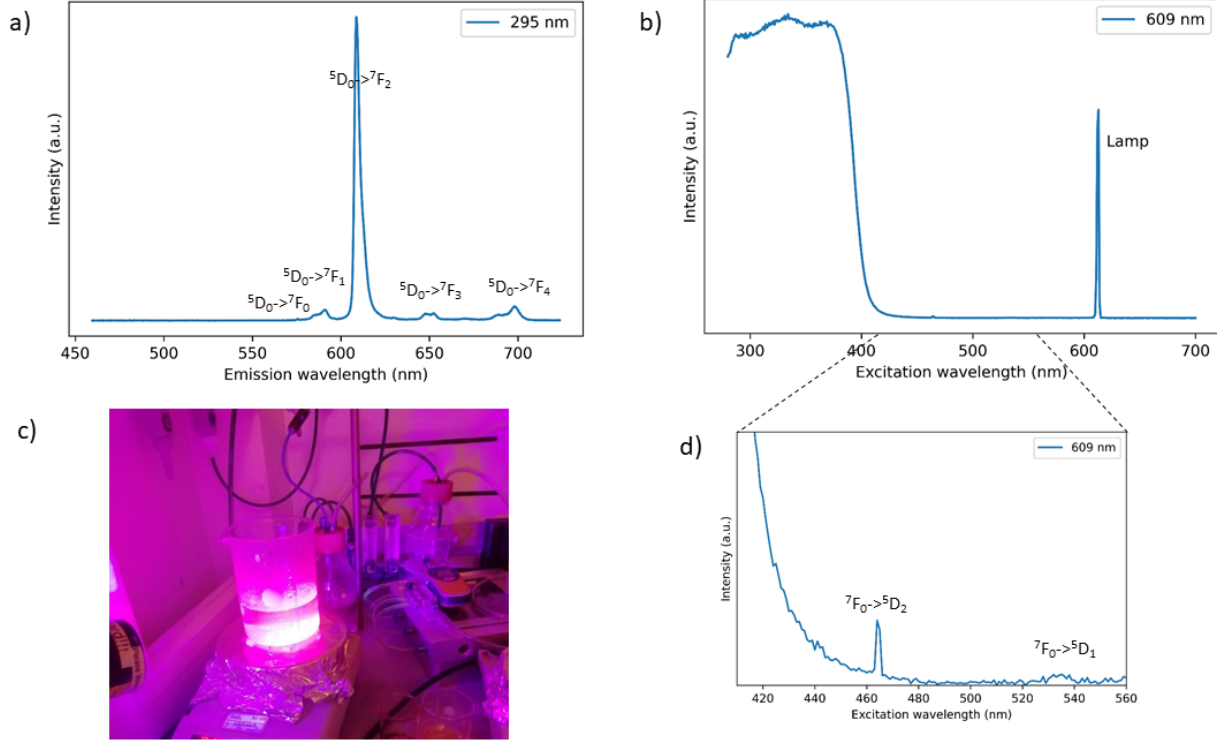 a)
295 nm
⁵D₀->⁷F₂
⁵D₀->⁷F₁
⁵D₀->⁷F₀
⁵D₀->⁷F₃
⁵D₀->⁷F₄
Intensity (a.u.)
450 500 550 600 650 700
Emission wavelength (nm)
b)
609 nm
Lamp
Intensity (a.u.)
300 400 500 600 700
Excitation wavelength (nm)
c)
d)
609 nm
⁷F₀->⁵D₂
⁷F₀->⁵D₁
Intensity (a.u.)
420 440 460 480 500 520 540 560
Excitation wavelength (nm)